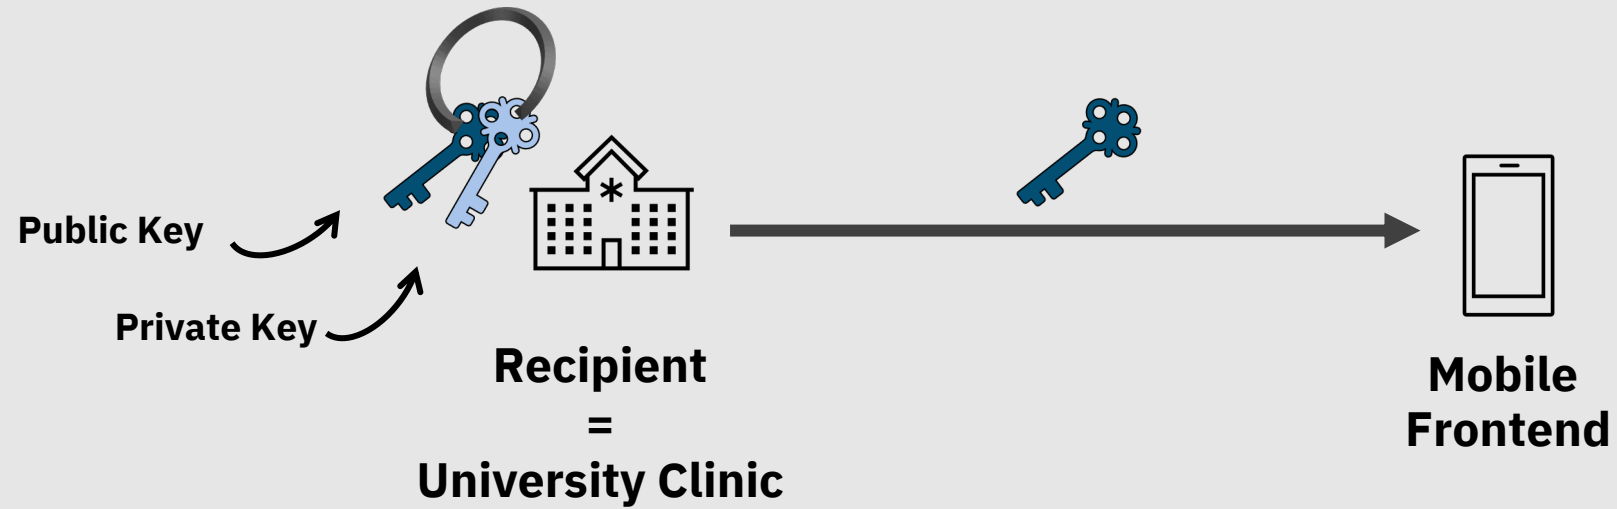 Public Key
Private Key
Recipient
=
University Clinic
Mobile
Frontend